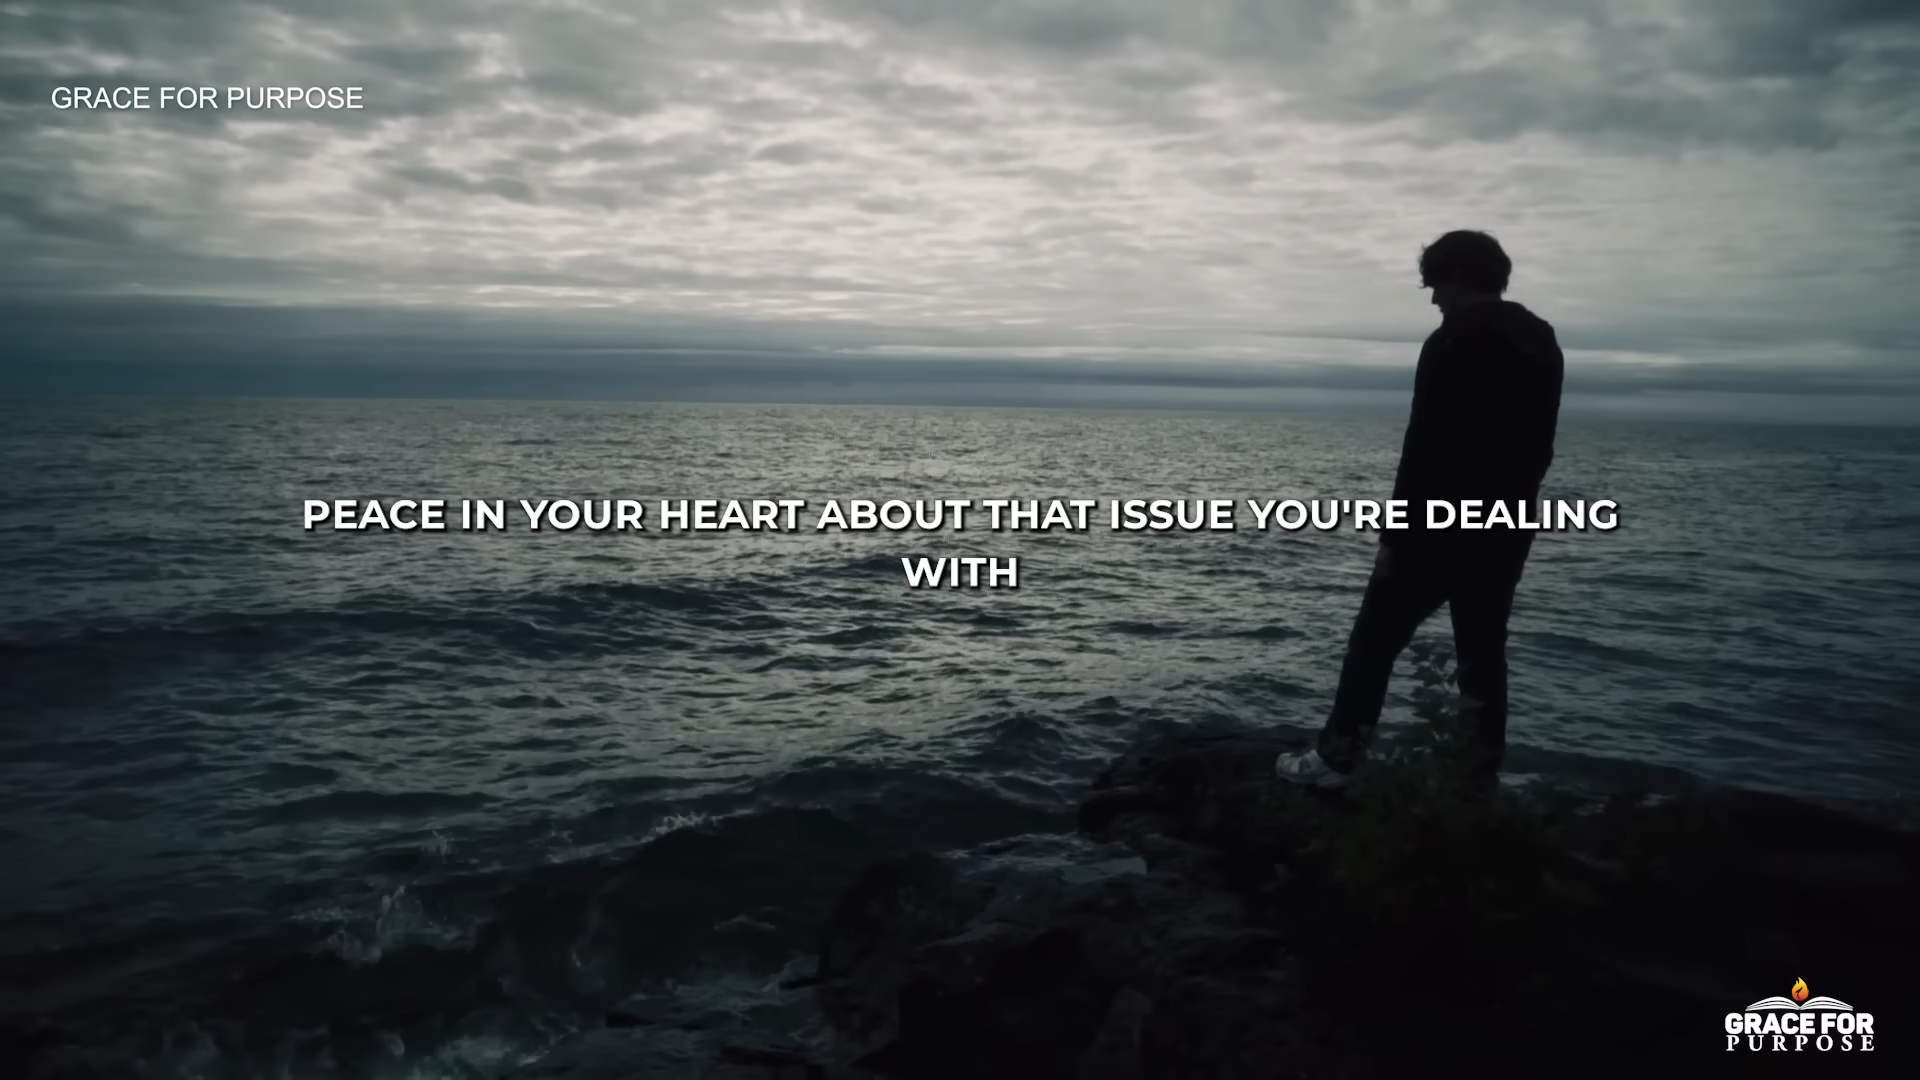 GRACE FOR PURPOSE
PEACE IN YOUR HEART ABOUT THAT ISSUE YOU'RE DEALING
WITH
GRACE FOR
PURPOSE